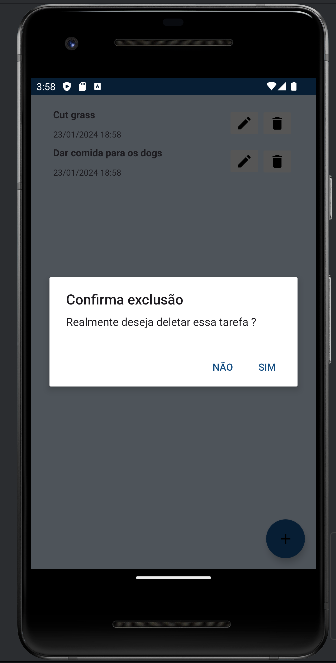 3:58
Cut grass
23/01/2024 18:58
Dar comida para os dogs
23/01/2024 18:58
Confirma exclusão
Realmente deseja deletar essa tarefa ?
NÃO SIM
+